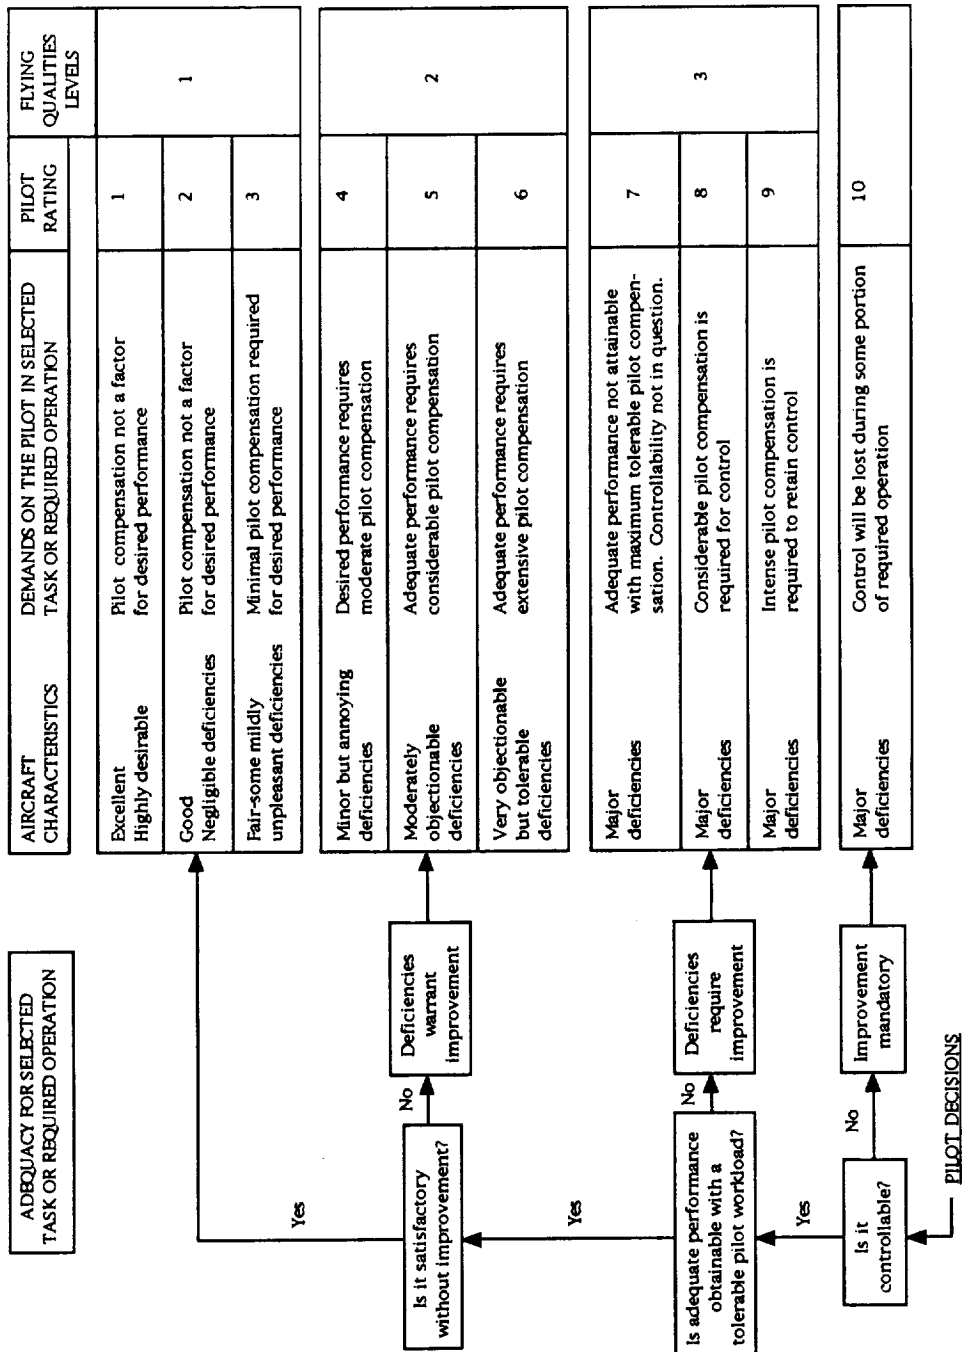 ADEQUACY FOR SELECTED
TASK OR REQUIRED OPERATION
AIRCRAFT
CHARACTERISTICS
DEMANDS ON THE PILOT IN SELECTED
TASK OR REQUIRED OPERATION
PILOT
RATING
FLYING
QUALITIES
LEVELS
Excellent
Highly desirable
Pilot compensation not a factor
for desired performance
1
Good
Negligible deficiencies
Pilot compensation not a factor
for desired performance
2
Fair-some mildly
unpleasant deficiencies
Minimal pilot compensation required
for desired performance
3
1
Yes
Is it satisfactory
without improvement?
No
Deficiencies
warrant
improvement
Minor but annoying
deficiencies
Desired performance requires
moderate pilot compensation
4
Moderately
objectionable
deficiencies
Adequate performance requires
considerable pilot compensation
5
Very objectionable
but tolerable
deficiencies
Adequate performance requires
extensive pilot compensation
6
2
Yes
Is adequate performance
obtainable with a
tolerable pilot workload?
No
Deficiencies
require
improvement
Major
deficiencies
Adequate performance not attainable
with maximum tolerable pilot compen-
sation. Controllability not in question.
7
Major
deficiencies
Considerable pilot compensation is
required for control
8
Major
deficiencies
Intense pilot compensation is
required to retain control
9
3
Yes
Is it
controllable?
No
Improvement
mandatory
Major
deficiencies
Control will be lost during some portion
of required operation
10
PILOT DECISIONS